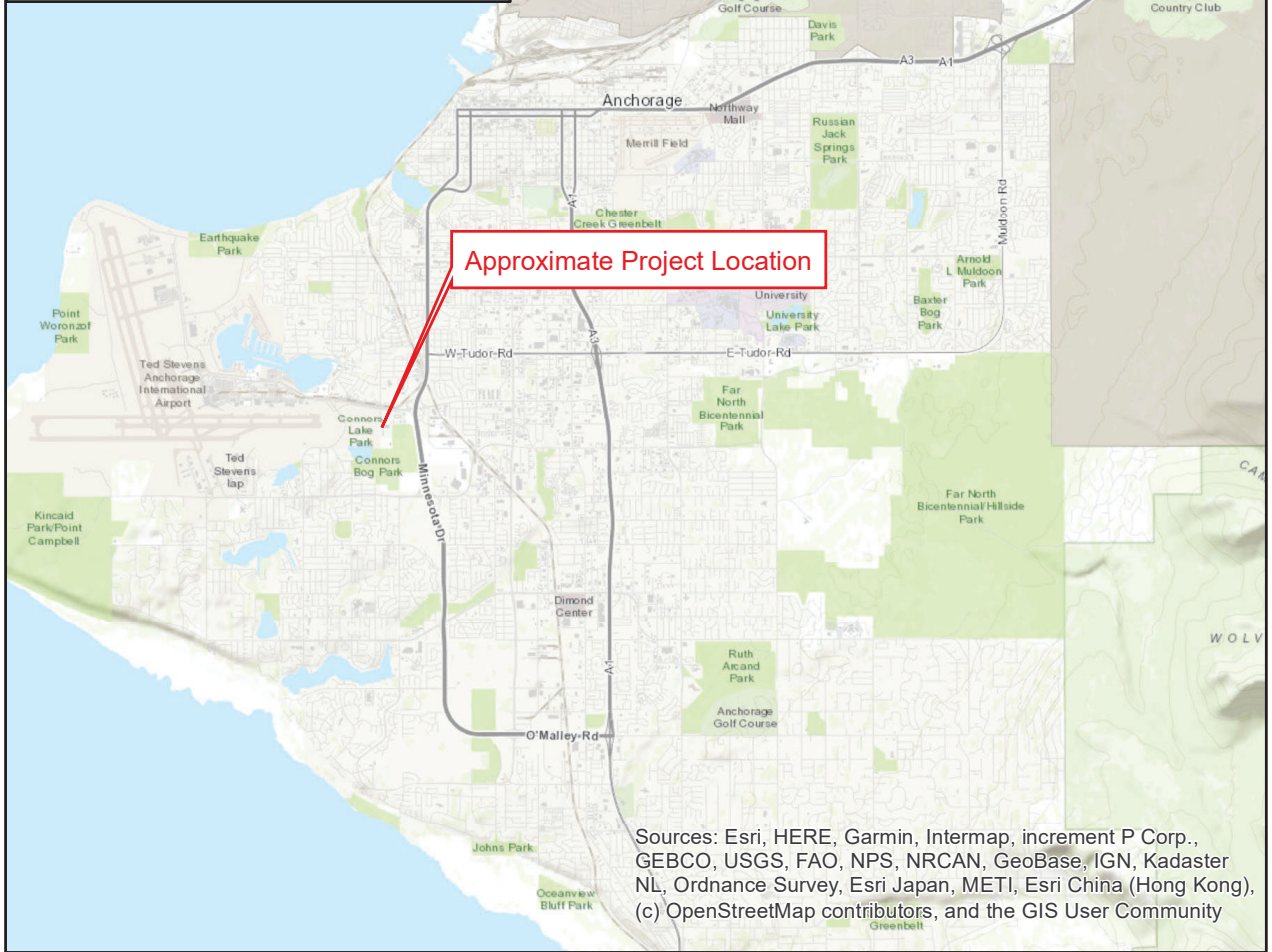 Golf Course
Country Club
Davis
Park
A3
A1
Anchorage
Northway
Mall
Russian
Jack
Springs
Park
Merrill Field
Muldoon Rd
A1
Chester
Creek Greenbelt
Earthquake
Park
Approximate Project Location
Arnold
L Muldoon
Park
University
University
Lake Park
Baxter
Bog
Park
Point
Woronzof
Park
A3
W-Tudor-Rd
E-Tudor-Rd
Ted Stevens
Anchorage
International
Airport
Far
North
Bicentennial
Park
Connors
Lake
Park
Connors
Bog Park
Ted
Stevens
Iap
Minnesota Dr
Kincaid
Park/Point
Campbell
Far North
Bicentennial/Hillside
Park
Dimond
Center
WOLV
Ruth
Arcand
Park
A1
Anchorage
Golf Course
O'Malley-Rd
Johns Park
Oceanview
Bluff Park
Sources: Esri, HERE, Garmin, Intermap, increment P Corp.,
GEBCO, USGS, FAO, NPS, NRCAN, GeoBase, IGN, Kadaster
NL, Ordnance Survey, Esri Japan, METI, Esri China (Hong Kong),
(c) OpenStreetMap contributors, and the GIS User Community
Greenbelt